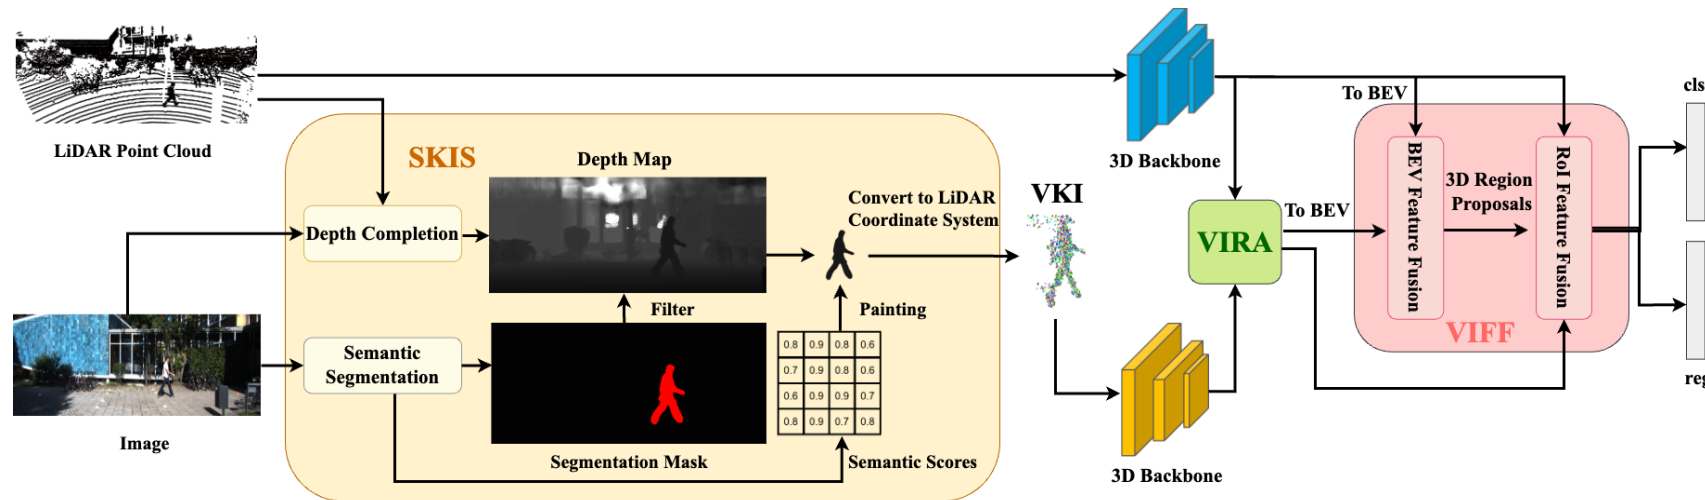 LiDAR Point Cloud
Image
SKIS
Depth Completion
Semantic
Segmentation
Depth Map
Filter
Segmentation Mask
Convert to LiDAR
Coordinate System
Painting
0.8 0.9 0.8 0.6
0.7 0.9 0.8 0.6
0.6 0.9 0.9 0.7
0.8 0.9 0.7 0.8
Semantic Scores
VKI
3D Backbone
3D Backbone
VIRA
To BEV
To BEV
BEV Feature Fusion
3D Region
Proposals
RoI Feature Fusion
VIFF
cls
reg